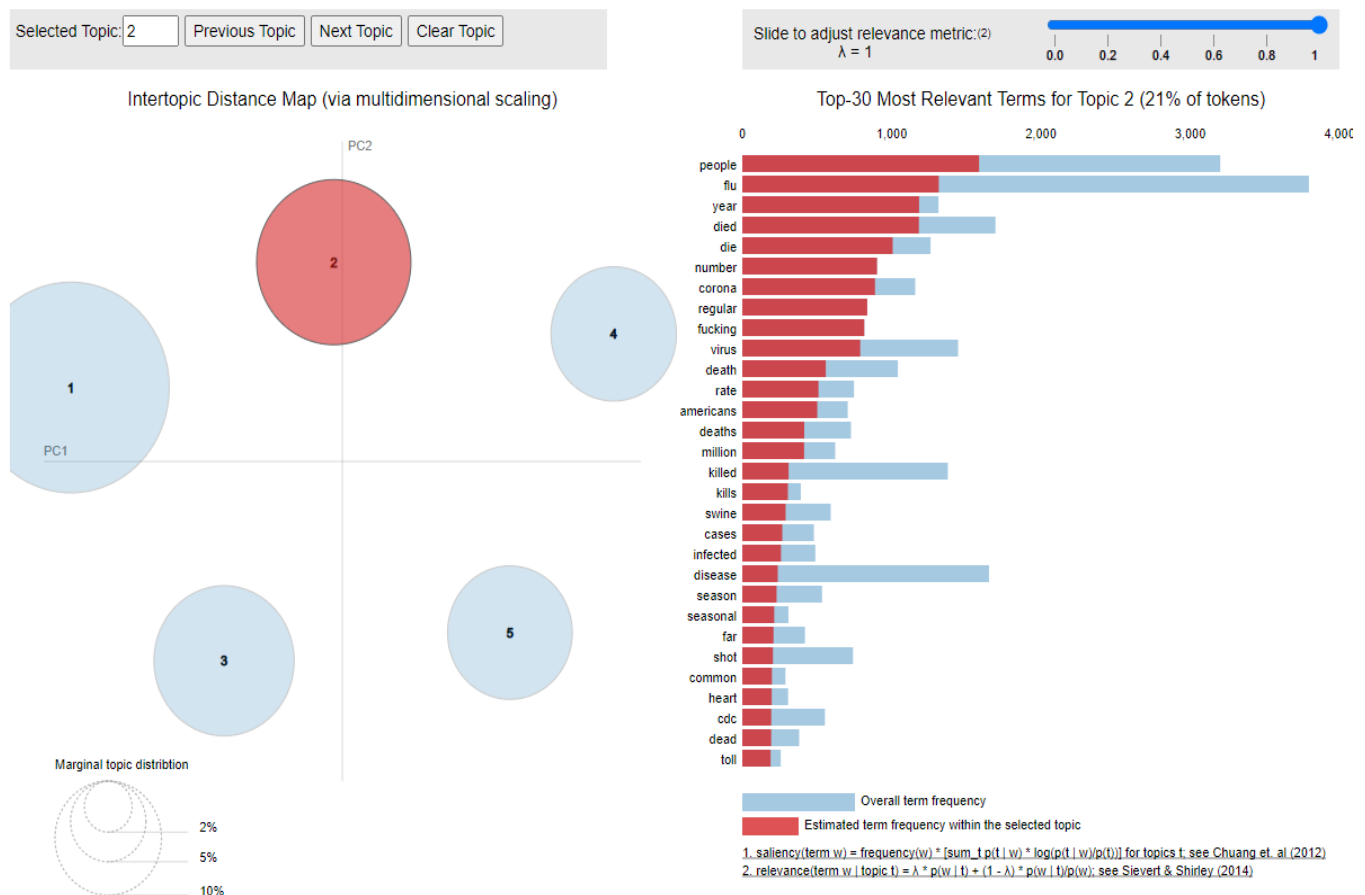 Selected Topic: 2 Previous Topic Next Topic Clear Topic
Slide to adjust relevance metric:(2)
λ = 1
0.0 0.2 0.4 0.6 0.8 1
Intertopic Distance Map (via multidimensional scaling)
PC2
2
4
1
PC1
3
5
Marginal topic distribtion
2%
5%
10%
Top-30 Most Relevant Terms for Topic 2 (21% of tokens)
0 1,000 2,000 3,000 4,000
people
flu
year
died
die
number
corona
regular
fucking
virus
death
rate
americans
deaths
million
killed
kills
swine
cases
infected
disease
season
seasonal
far
shot
common
heart
cdc
dead
toll
Overall term frequency
Estimated term frequency within the selected topic
1. saliency(term w) = frequency(w) * [sum_t p(t | w) * log(p(t | w)/p(t))] for topics t; see Chuang et. al (2012)
2. relevance(term w | topic t) = λ * p(w | t) + (1 - λ) * p(w | t)/p(w); see Sievert & Shirley (2014)